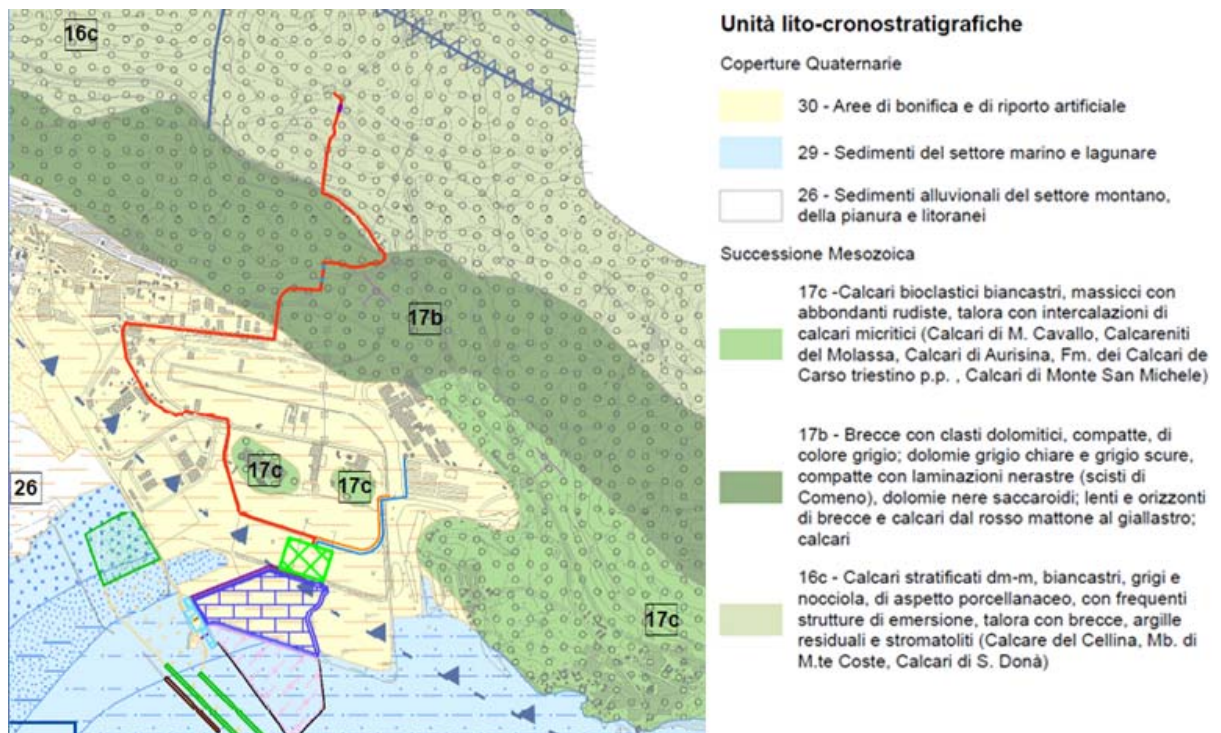 16c
17b
17c
17c
26
17c
Unità lito-cronostratigrafiche
Coperture Quaternarie
30 - Aree di bonifica e di riporto artificiale
29 - Sedimenti del settore marino e lagunare
26 - Sedimenti alluvionali del settore montano,
della pianura e litoranei
Successione Mesozoica
17c -Calcari bioclastici biancastri, massicci con
abbondanti rudiste, talora con intercalazioni di
calcari micritici (Calcari di M. Cavallo, Calcareniti
del Molassa, Calcari di Aurisina, Fm. dei Calcari de
Carso triestino p.p. , Calcari di Monte San Michele)
17b - Brecce con clasti dolomitici, compatte, di
colore grigio; dolomie grigio chiare e grigio scure,
compatte con laminazioni nerastre (scisti di
Comeno), dolomie nere saccaroidi; lenti e orizzonti
di brecce e calcari dal rosso mattone al giallastro;
calcari
16c - Calcari stratificati dm-m, biancastri, grigi e
nocciola, di aspetto porcellanaceo, con frequenti
strutture di emersione, talora con brecce, argille
residuali e stromatoliti (Calcare del Cellina, Mb. di
M.te Coste, Calcari di S. Donà)